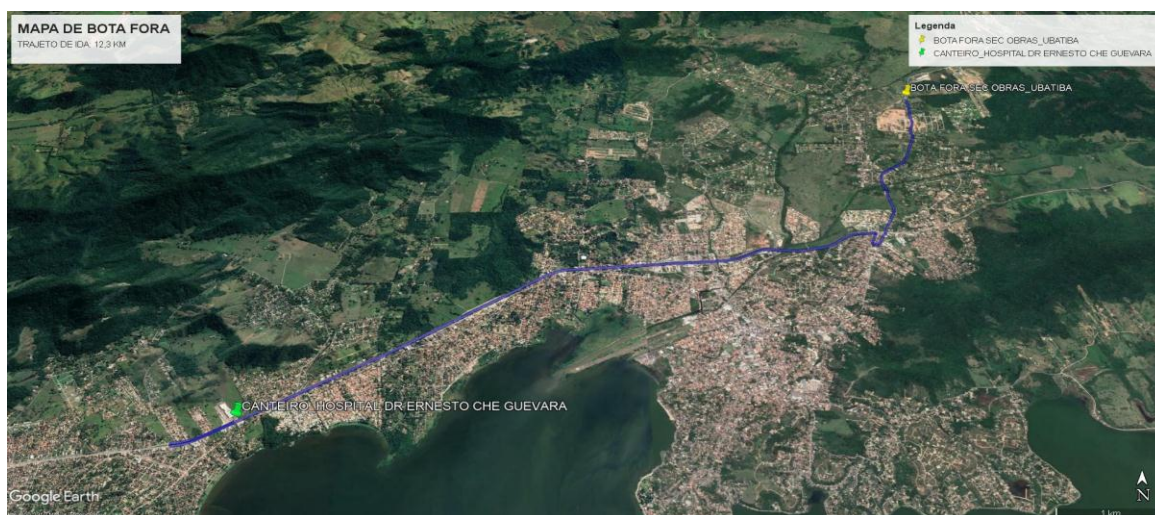 MAPA DE BOTA FORA
TRAJETO DE IDA: 12,3 KM
Legenda
BOTA FORA SEC OBRAS_UBATIBA
CANTEIRO_HOSPITAL DR ERNESTO CHE GUEVARA
BOTA FORA SEC OBRAS_UBATIBA
CANTEIRO_HOSPITAL DR ERNESTO CHE GUEVARA
Google Earth
N
1 km